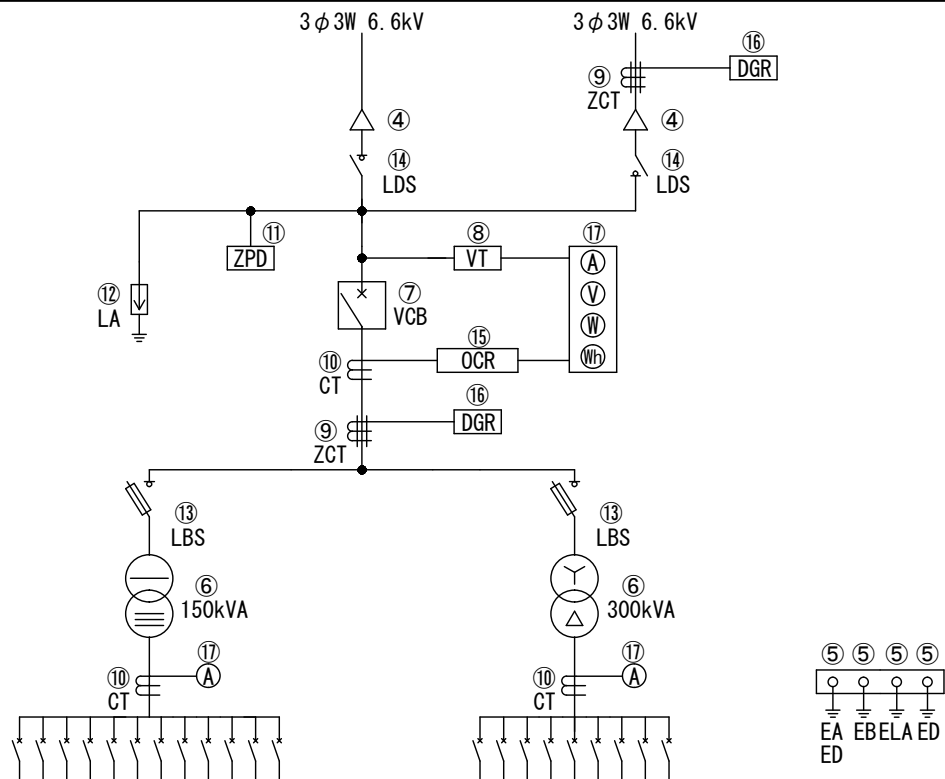 3φ3W 6.6kV
3φ3W 6.6kV
⑯
DGR
⑨
ZCT
④
④
⑭
LDS
⑭
LDS
⑪
ZPD
⑧
VT
⑰
A
V
W
Wh
⑫
LA
⑦
VCB
⑮
OCR
⑩
CT
⑯
DGR
⑨
ZCT
⑬
LBS
⑬
LBS
⑥
150kVA
⑥
300kVA
⑰
A
⑩
CT
⑰
A
⑩
CT
⑤ ⑤ ⑤ ⑤
EA EB ELA ED
ED